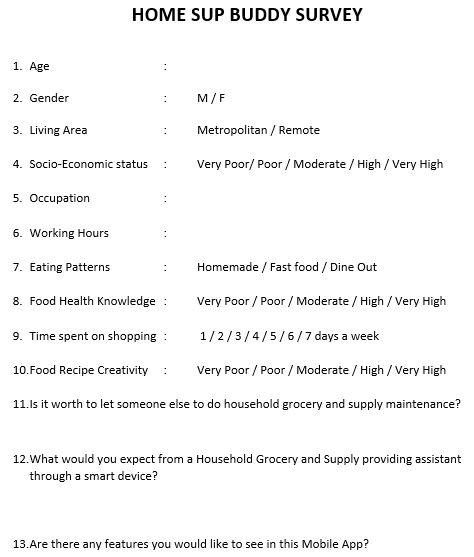 HOME SUP BUDDY SURVEY
1. Age :
2. Gender : M / F
3. Living Area : Metropolitan / Remote
4. Socio-Economic status : Very Poor/ Poor / Moderate / High / Very High
5. Occupation :
6. Working Hours :
7. Eating Patterns : Homemade / Fast food / Dine Out
8. Food Health Knowledge : Very Poor / Poor / Moderate / High / Very High
9. Time spent on shopping : 1 / 2 / 3 / 4 / 5 / 6 / 7 days a week
10.Food Recipe Creativity : Very Poor / Poor / Moderate / High / Very High
11.Is it worth to let someone else to do household grocery and supply maintenance?
12.What would you expect from a Household Grocery and Supply providing assistant
through a smart device?
13.Are there any features you would like to see in this Mobile App?